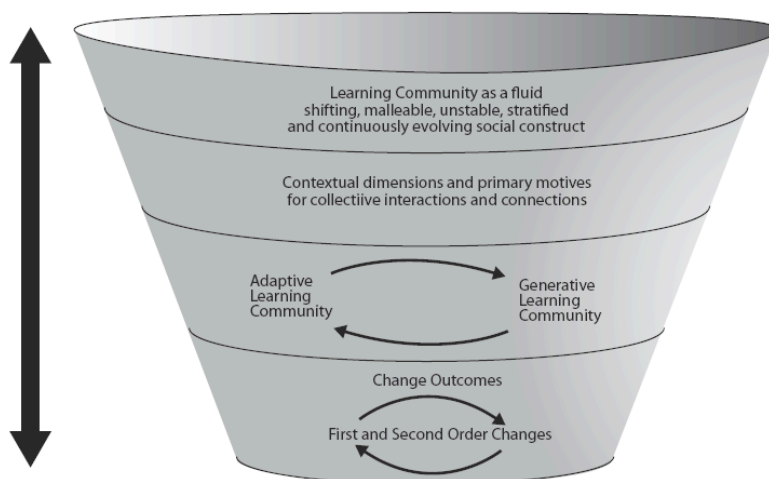 Learning Community as a fluid
shifting, malleable, unstable, stratified
and continuously evolving social construct
Contextual dimensions and primary motives
for collectiive interactions and connections
Adaptive
Learning
Community
Generative
Learning
Community
Change Outcomes
First and Second Order Changes